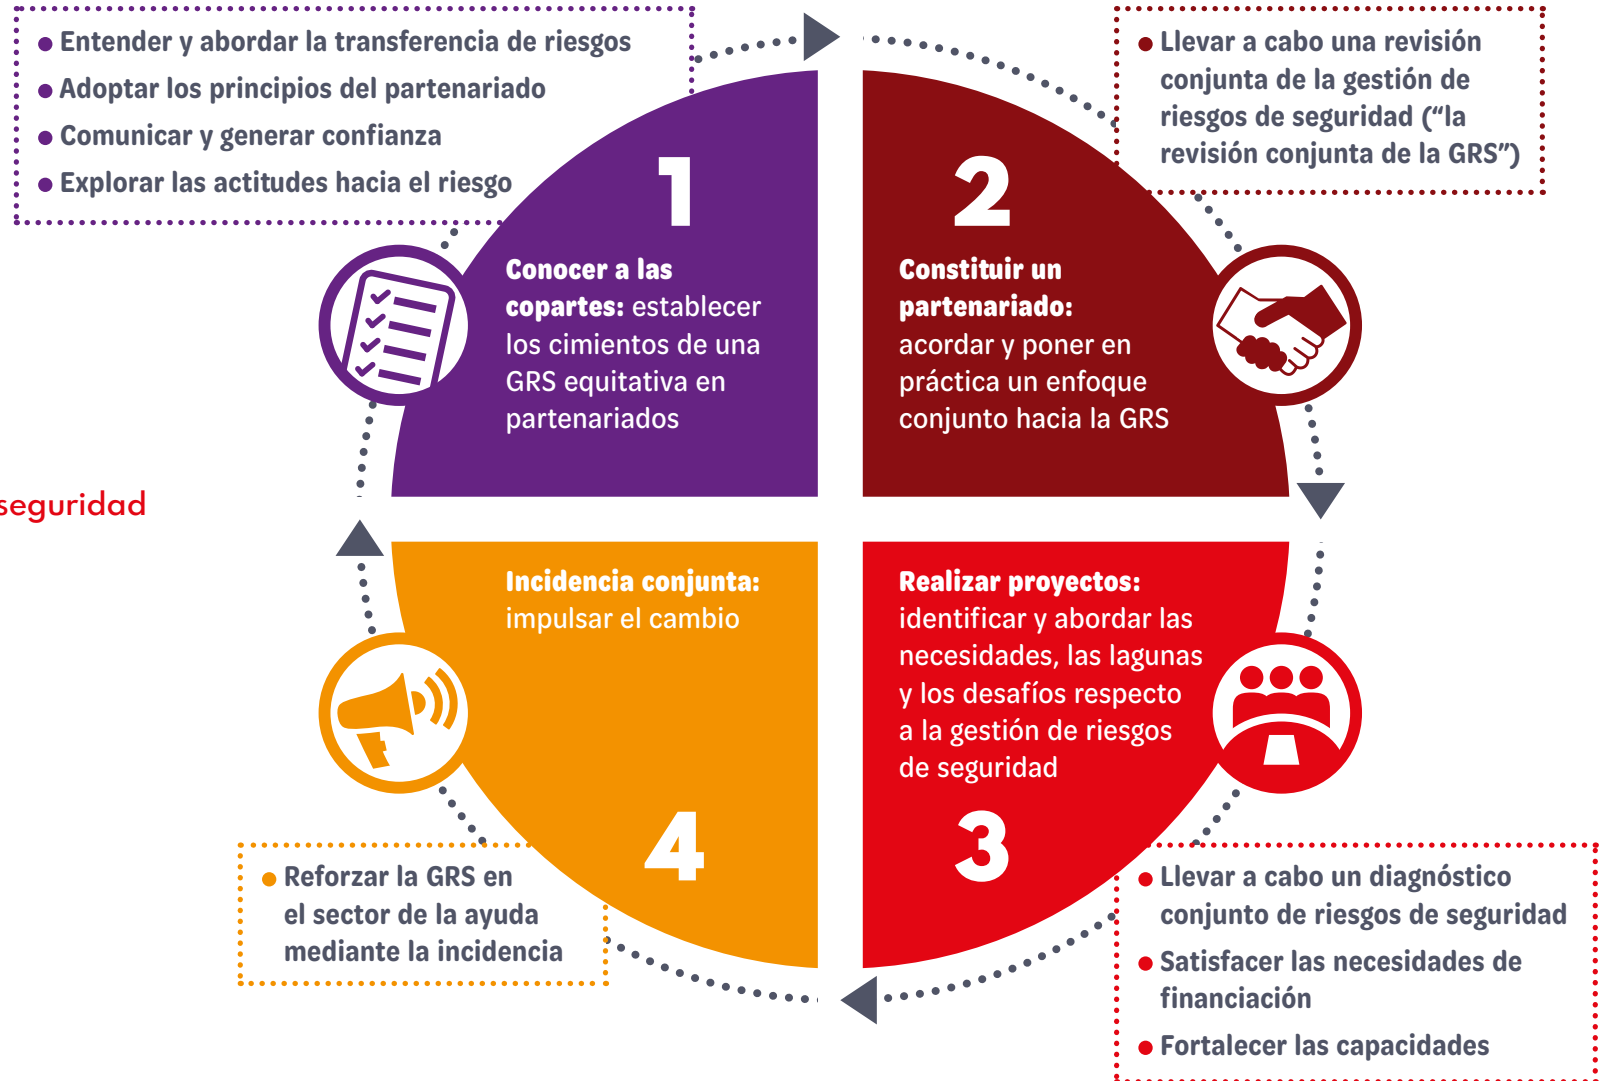 Entender y abordar la transferencia de riesgos
Adoptar los principios del partenariado
Comunicar y generar confianza
Explorar las actitudes hacia el riesgo
1
Conocer a las
copartes: establecer
los cimientos de una
GRS equitativa en
partenariados
2
Constituir un
partenariado:
acordar y poner en
práctica un enfoque
conjunto hacia la GRS
Llevar a cabo una revisión
conjunta de la gestión de
riesgos de seguridad (“la
revisión conjunta de la GRS”)
seguridad
Incidencia conjunta:
impulsar el cambio
4
Reforzar la GRS en
el sector de la ayuda
mediante la incidencia
Realizar proyectos:
identificar y abordar las
necesidades, las lagunas
y los desafíos respecto
a la gestión de riesgos
de seguridad
3
Llevar a cabo un diagnóstico
conjunto de riesgos de seguridad
Satisfacer las necesidades de
financiación
Fortalecer las capacidades